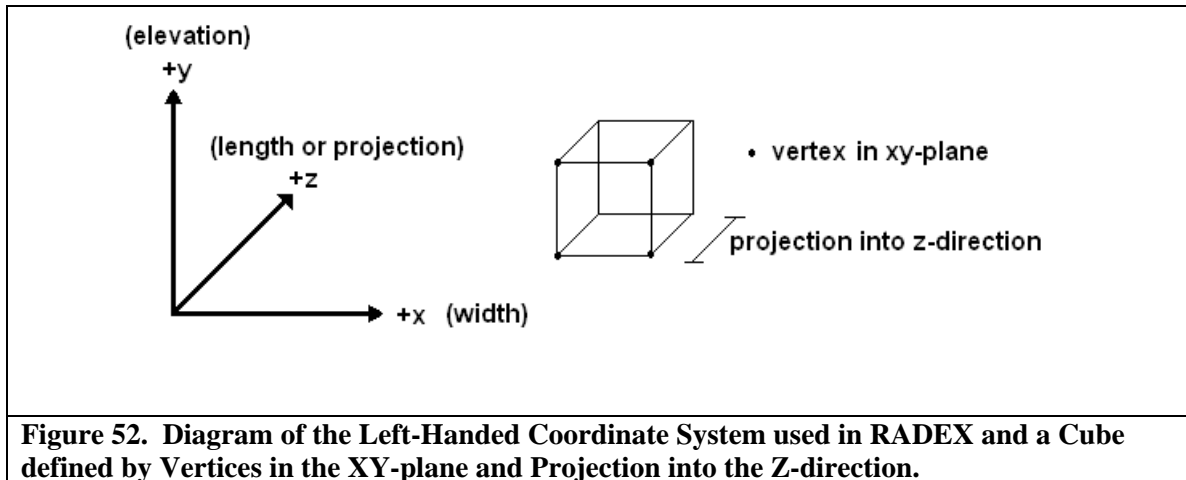 (elevation)
+y
(length or projection)
+z
+x (width)
• vertex in xy-plane
projection into z-direction
Figure 52. Diagram of the Left-Handed Coordinate System used in RADEX and a Cube
defined by Vertices in the XY-plane and Projection into the Z-direction.